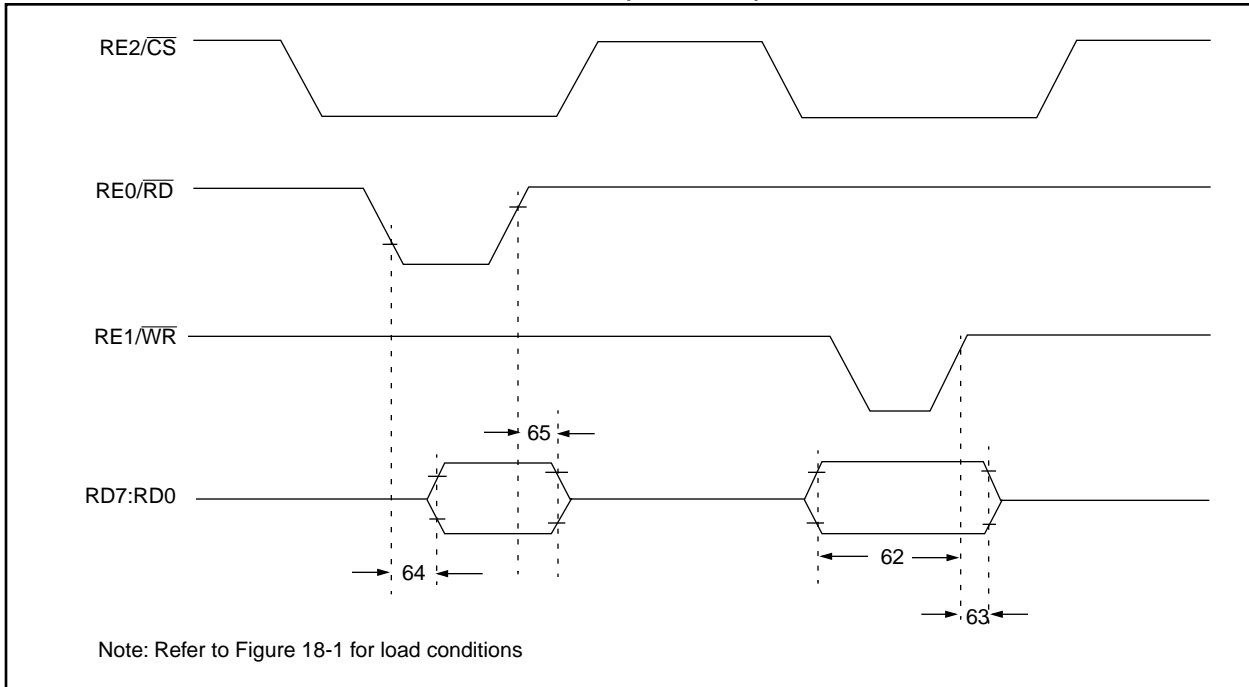 RE2/CS
RE0/RD
RE1/WR
65
RD7:RD0
62
64
63
Note: Refer to Figure 18-1 for load conditions